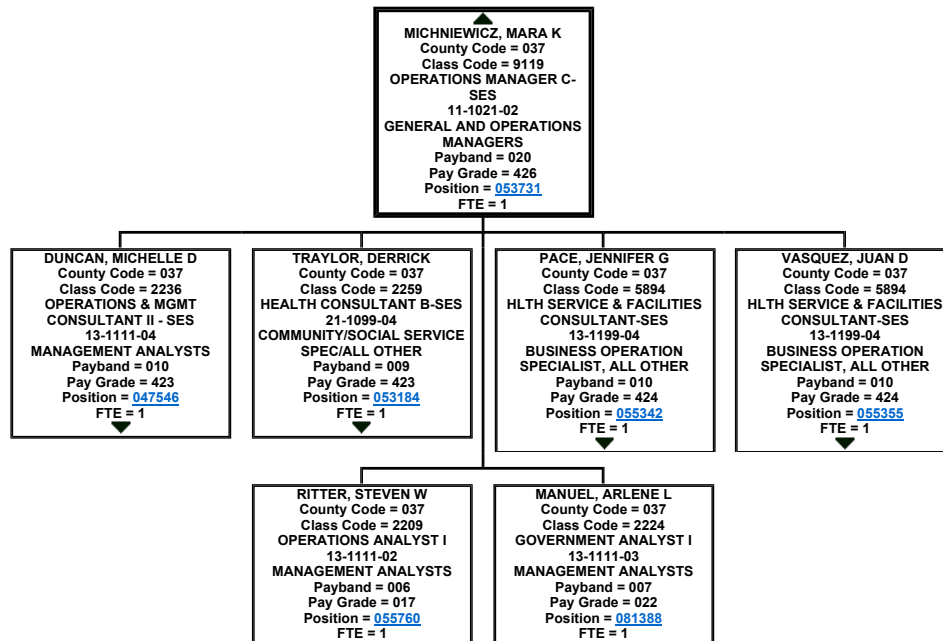 MICHNIEWICZ, MARA K
County Code = 037
Class Code = 9119
OPERATIONS MANAGER C-
SES
11-1021-02
GENERAL AND OPERATIONS
MANAGERS
Payband = 020
Pay Grade = 426
Position = 053731
FTE = 1
DUNCAN, MICHELLE D
County Code = 037
Class Code = 2236
OPERATIONS & MGMT
CONSULTANT II - SES
13-1111-04
MANAGEMENT ANALYSTS
Payband = 010
Pay Grade = 423
Position = 047546
FTE = 1
TRAYLOR, DERRICK
County Code = 037
Class Code = 2259
HEALTH CONSULTANT B-SES
21-1099-04
COMMUNITY/SOCIAL SERVICE
SPEC/ALL OTHER
Payband = 009
Pay Grade = 423
Position = 053184
FTE = 1
PACE, JENNIFER G
County Code = 037
Class Code = 5894
HLTH SERVICE & FACILITIES
CONSULTANT-SES
13-1199-04
BUSINESS OPERATION
SPECIALIST, ALL OTHER
Payband = 010
Pay Grade = 424
Position = 055342
FTE = 1
VASQUEZ, JUAN D
County Code = 037
Class Code = 5894
HLTH SERVICE & FACILITIES
CONSULTANT-SES
13-1199-04
BUSINESS OPERATION
SPECIALIST, ALL OTHER
Payband = 010
Pay Grade = 424
Position = 055355
FTE = 1
RITTER, STEVEN W
County Code = 037
Class Code = 2209
OPERATIONS ANALYST I
13-1111-02
MANAGEMENT ANALYSTS
Payband = 006
Pay Grade = 017
Position = 055760
FTE = 1
MANUEL, ARLENE L
County Code = 037
Class Code = 2224
GOVERNMENT ANALYST I
13-1111-03
MANAGEMENT ANALYSTS
Payband = 007
Pay Grade = 022
Position = 081388
FTE = 1